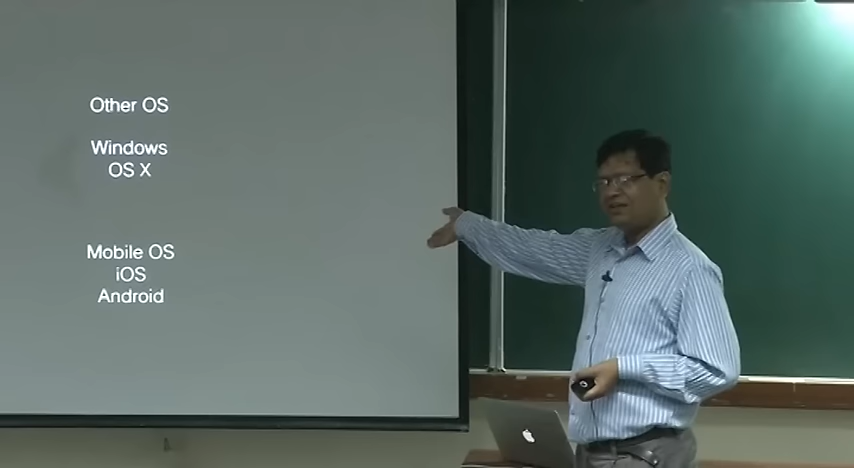 Other OS
Windows
OS X
Mobile OS
iOS
Android